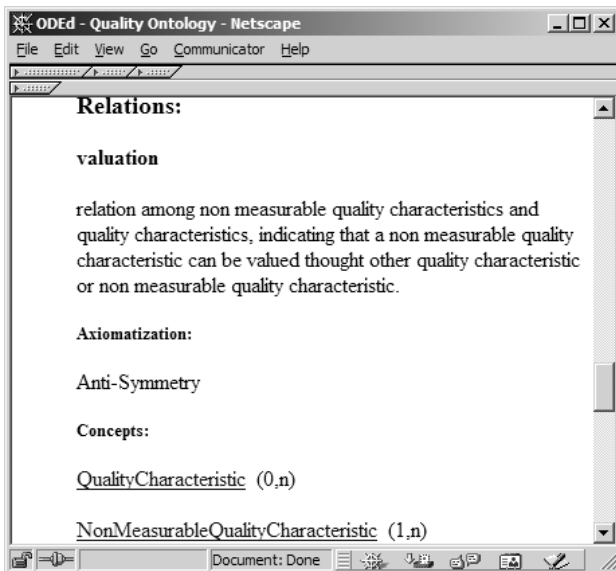 ODEd - Quality Ontology - Netscape
File Edit View Go Communicator Help
Relations:
valuation
relation among non measurable quality characteristics and
quality characteristics, indicating that a non measurable quality
characteristic can be valued thought other quality characteristic
or non measurable quality characteristic.
Axiomatization:
Anti-Symmetry
Concepts:
QualityCharacteristic (0,n)
NonMeasurableQualityCharacteristic (1,n)
Document: Done